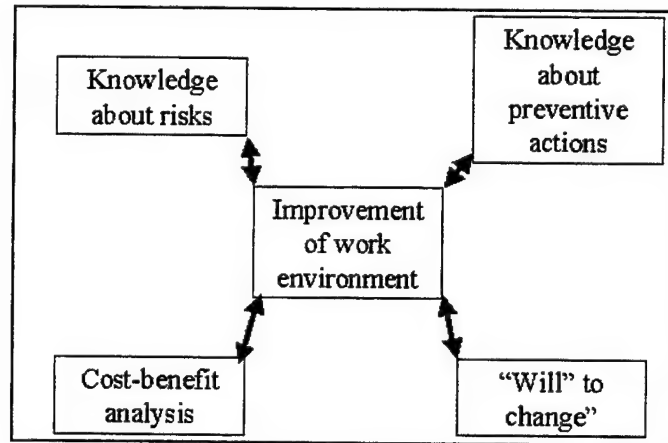 Knowledge
about risks
Knowledge
about
preventive
actions
Improvement
of work
environment
Cost-benefit
analysis
“Will” to
change”